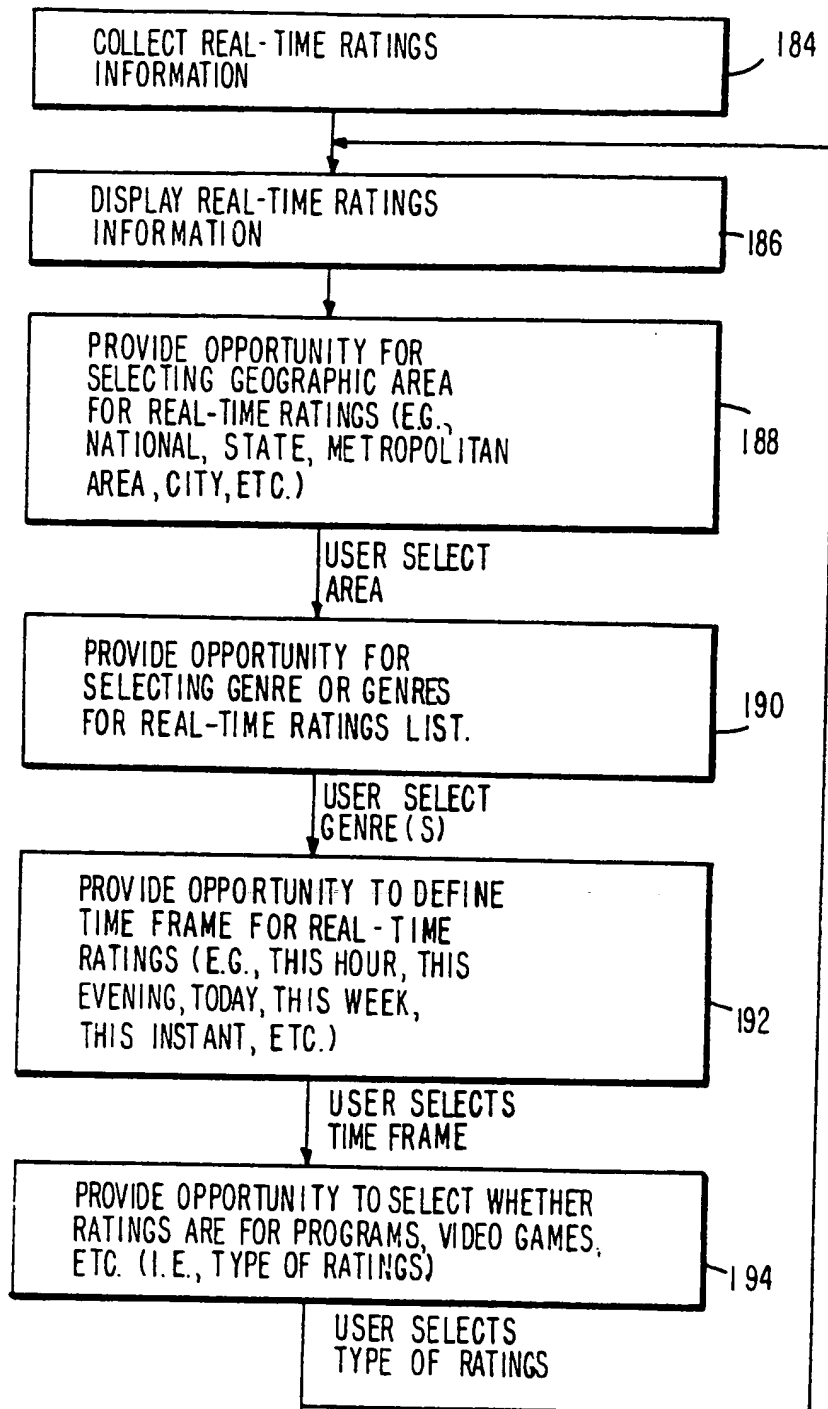 COLLECT REAL-TIME RATINGS
INFORMATION
184
DISPLAY REAL-TIME RATINGS
INFORMATION
186
PROVIDE OPPORTUNITY FOR
SELECTING GEOGRAPHIC AREA
FOR REAL-TIME RATINGS (E.G.,
NATIONAL, STATE, METROPOLITAN
AREA, CITY, ETC.)
188
USER SELECT
AREA
PROVIDE OPPORTUNITY FOR
SELECTING GENRE OR GENRES
FOR REAL-TIME RATINGS LIST.
190
USER SELECT
GENRE(S)
PROVIDE OPPORTUNITY TO DEFINE
TIME FRAME FOR REAL-TIME
RATINGS (E.G., THIS HOUR, THIS
EVENING, TODAY, THIS WEEK,
THIS INSTANT, ETC.)
192
USER SELECTS
TIME FRAME
PROVIDE OPPORTUNITY TO SELECT WHETHER
RATINGS ARE FOR PROGRAMS, VIDEO GAMES,
ETC. (I.E., TYPE OF RATINGS)
194
USER SELECTS
TYPE OF RATINGS